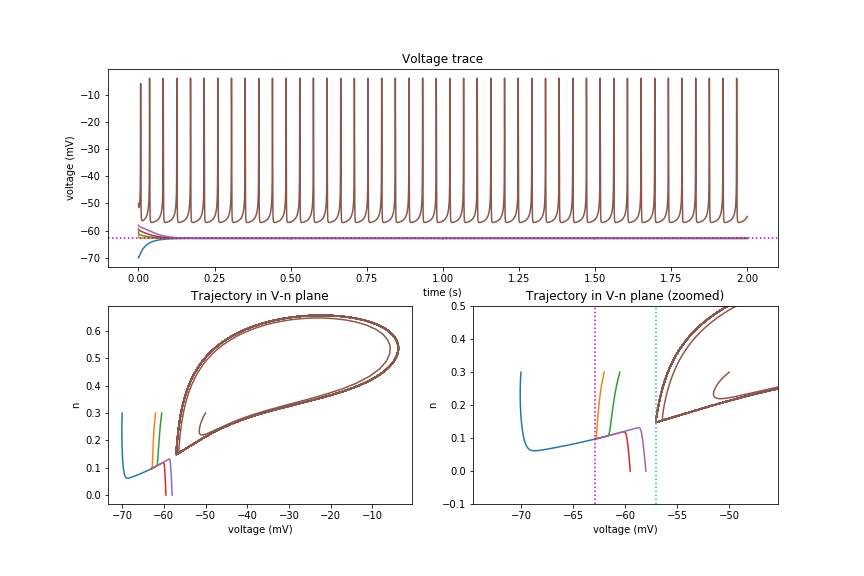 Voltage trace
voltage (mV)
−10
−20
−30
−40
−50
−60
−70
0.00 0.25 0.50 0.75 1.00 1.25 1.50 1.75 2.00
time (s)
Trajectory in V-n plane
n
0.6
0.5
0.4
0.3
0.2
0.1
0.0
−70 −60 −50 −40 −30 −20 −10
voltage (mV)
Trajectory in V-n plane (zoomed)
n
0.5
0.4
0.3
0.2
0.1
0.0
−0.1
−70 −65 −60 −55 −50
voltage (mV)